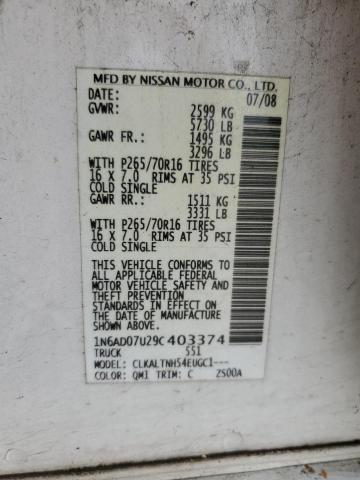 MFD BY NISSAN MOTOR CO., LTD.
DATE: 07/08
GVWR: 2599 KG
5730 LB
GAWR FR.: 1495 KG
3296 LB
WITH P265/70R16 TIRES
16 X 7.0 RIMS AT 35 PSI
COLD SINGLE
GAWR RR.: 1511 KG
3331 LB
WITH P265/70R16 TIRES
16 X 7.0 RIMS AT 35 PSI
COLD SINGLE
THIS VEHICLE CONFORMS TO
ALL APPLICABLE FEDERAL
MOTOR VEHICLE SAFETY AND
THEFT PREVENTION
STANDARDS IN EFFECT ON
THE DATE OF MANUFACTURE
SHOWN ABOVE.
1N6AD07U29C403374
TRUCK 551
MODEL: CLKALTNH54EUGC1---
COLOR: QM1 TRIM: C ZS00A